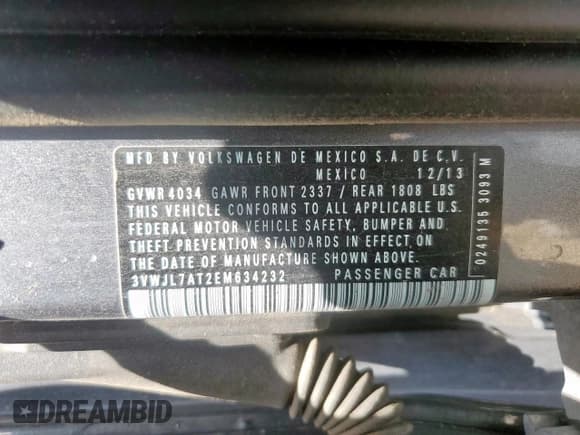 MFD BY VOLKSWAGEN DE MEXICO S.A. DE C.V.
MEXICO 12/13
GVWR 4034 GAWR FRONT 2337 / REAR 1808 LBS
THIS VEHICLE CONFORMS TO ALL APPLICABLE U.S.
FEDERAL MOTOR VEHICLE SAFETY, BUMPER AND
THEFT PREVENTION STANDARDS IN EFFECT ON
THE DATE OF MANUFACTURE SHOWN ABOVE.
3VWJL7AT2EM634232 PASSENGER CAR
0249135 3093 M
DREAMBID